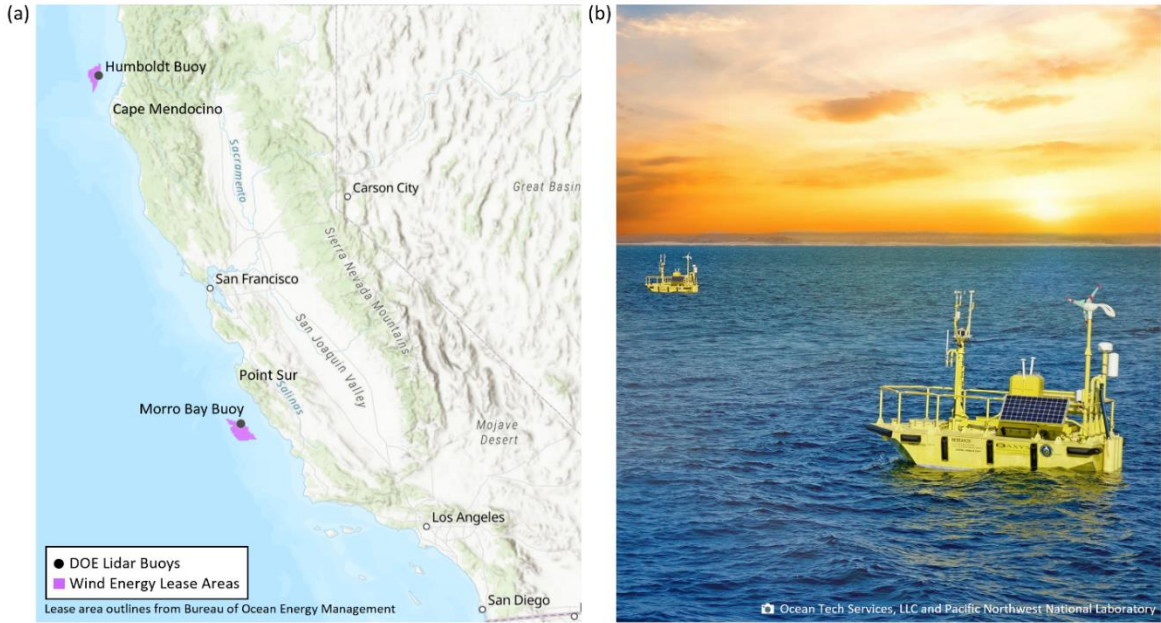 (a)
(b)
Humboldt Buoy
Cape Mendocino
Sacramento
Carson City
Great Basin
Sierra Nevada Mountains
San Francisco
San Joaquin Valley
Point Sur
Salinas
Morro Bay Buoy
Mojave
Desert
Los Angeles
San Diego
DOE Lidar Buoys
Wind Energy Lease Areas
Lease area outlines from Bureau of Ocean Energy Management
Ocean Tech Services, LLC and Pacific Northwest National Laboratory